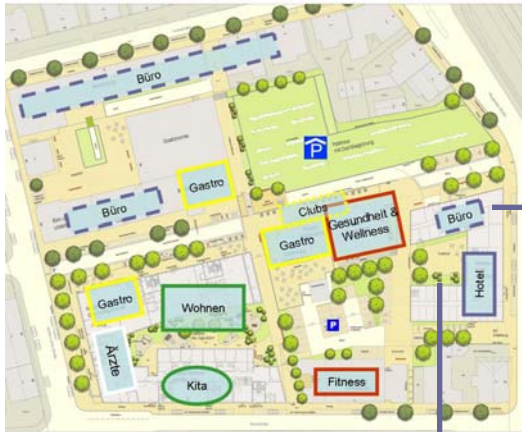 Büro
P
Gastro
Büro
Clubs
Gesundheit &
Wellness
Büro
Gastro
Hotel
Gastro
Wohnen
P
Ärzte
Kita
Fitness